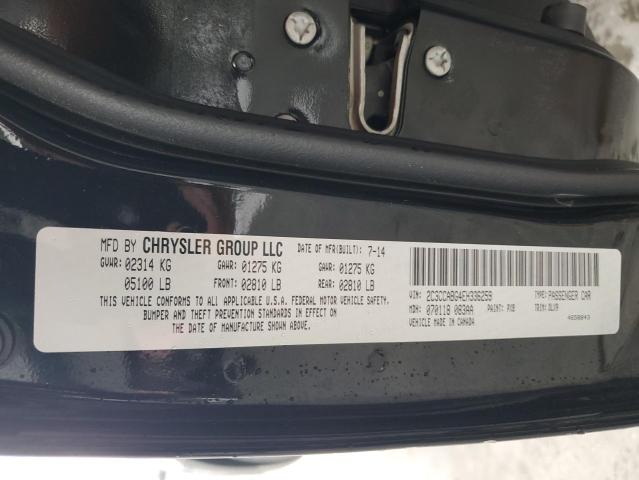 MFD BY CHRYSLER GROUP LLC DATE OF MFR(BUILT): 7-14
GVWR: 02314 KG GAWR: 01275 KG GAWR: 01275 KG
05100 LB FRONT: 02810 LB REAR: 02810 LB
THIS VEHICLE CONFORMS TO ALL APPLICABLE U.S.A. FEDERAL MOTOR VEHICLE SAFETY,
BUMPER AND THEFT PREVENTION STANDARDS IN EFFECT ON
THE DATE OF MANUFACTURE SHOWN ABOVE.
VIN: 2C3CCABG4EH336259 TYPE: PASSENGER CAR
MDH: 070118 083AA PAINT: PXB TRIM: DLV9
VEHICLE MADE IN CANADA